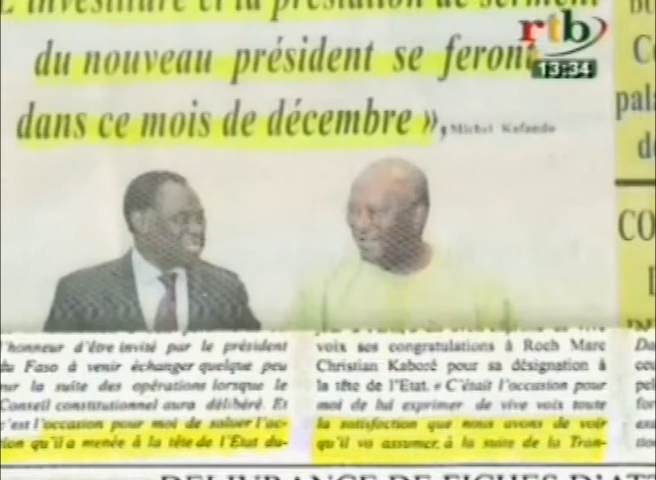 L'investiture et la prestation de serment
du nouveau président se feront
dans ce mois de décembre », Michel Kafando
rtb
13:34
pala
CO
l'honneur d'être invité par le président
du Faso à venir échanger quelque peu
sur la suite des opérations lorsque le
Conseil constitutionnel aura délibéré. Et
c'est l'occasion pour moi de saluer l'ac-
tion qu'il a menée à la tête de l'Etat du-
voix ses congratulations à Roch Marc
Christian Kaboré pour sa désignation à
la tête de l'Etat. « C'était l'occasion pour
moi de lui exprimer de vive voix toute
la satisfaction que nous avons de voir
qu'il va assumer, à la suite de la Tran-
DELIVRANCE DE FICHES D'ATT